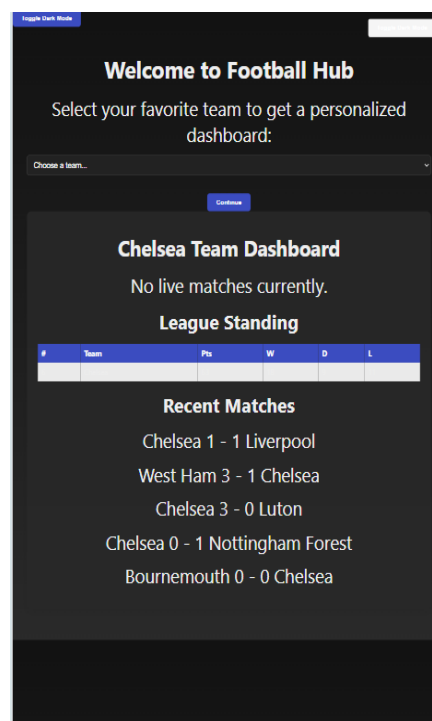 Toggle Dark Mode
Welcome to Football Hub
Select your favorite team to get a personalized
dashboard:
Choose a team...
Continue
Chelsea Team Dashboard
No live matches currently.
League Standing
# Team Pts W D L
Recent Matches
Chelsea 1 - 1 Liverpool
West Ham 3 - 1 Chelsea
Chelsea 3 - 0 Luton
Chelsea 0 - 1 Nottingham Forest
Bournemouth 0 - 0 Chelsea